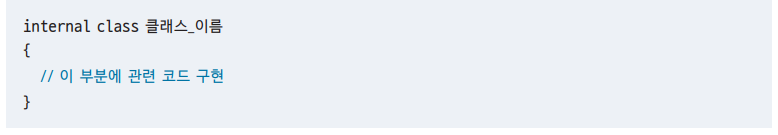 internal class 클래스_이름
{
// 이 부분에 관련 코드 구현
}